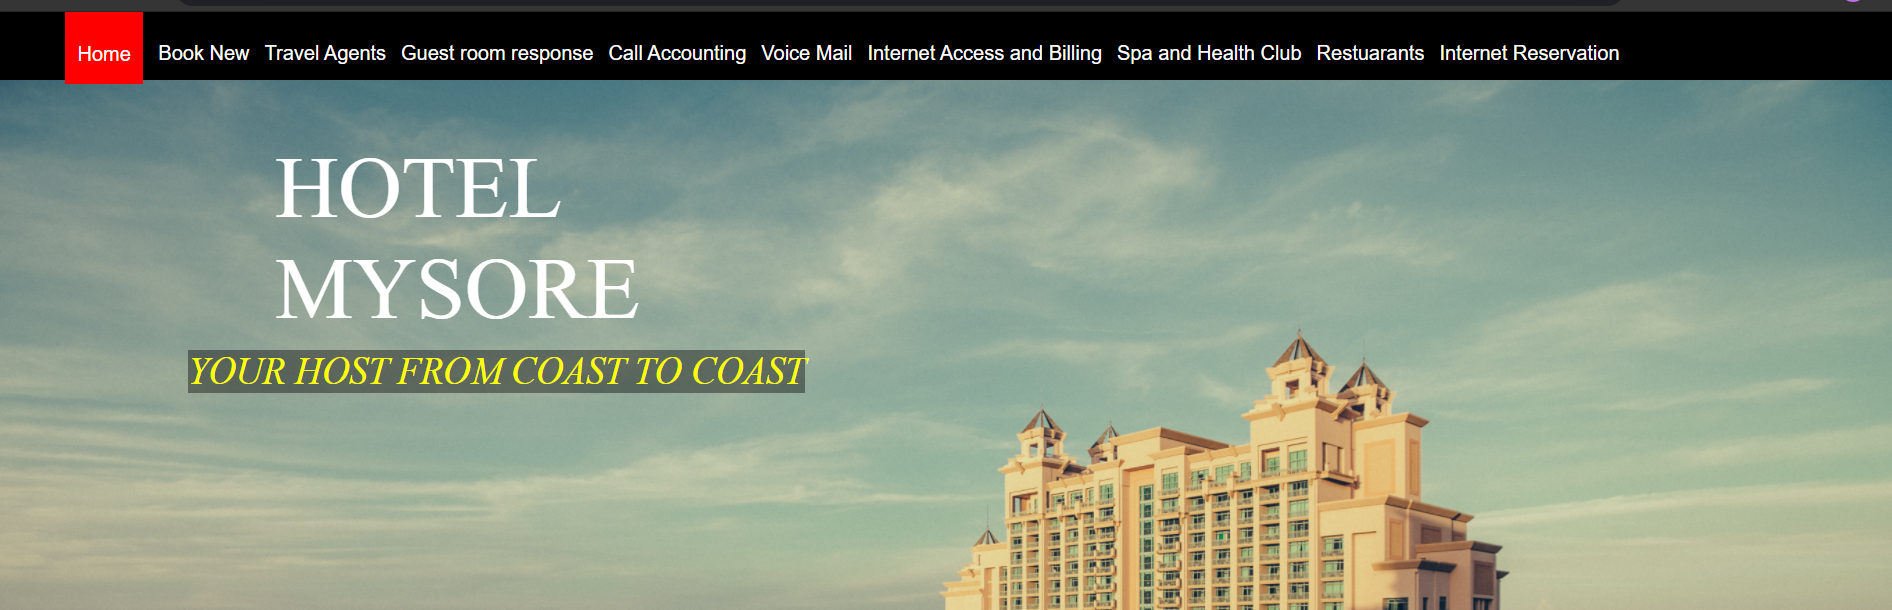 Home Book New Travel Agents Guest room response Call Accounting Voice Mail Internet Access and Billing Spa and Health Club Restuarants Internet Reservation
HOTEL
MYSORE
YOUR HOST FROM COAST TO COAST